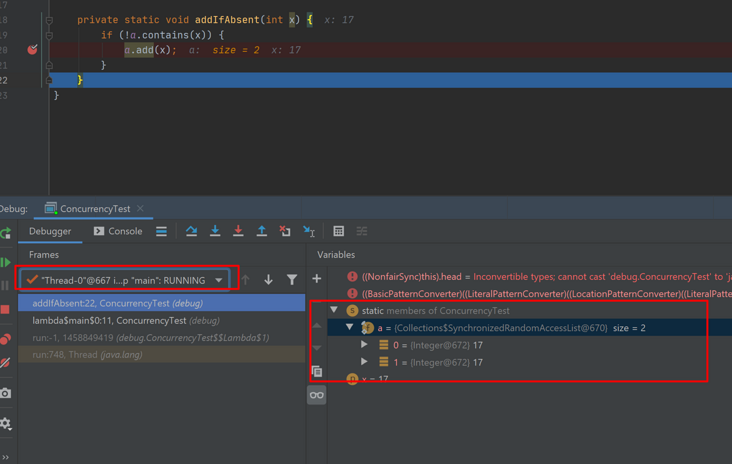 17
18 private static void addIfAbsent(int x) { x: 17
19 if (!a.contains(x)) {
20 a.add(x); a: size = 2 x: 17
21 }
22 }
23 }
Debug: ConcurrencyTest
Debugger Console
Frames Variables
"Thread-0"@667 i...p "main": RUNNING
((NonfairSync)this).head = Inconvertible types; cannot cast 'debug.ConcurrencyTest' to 'ja
addIfAbsent:22, ConcurrencyTest (debug)
((BasicPatternConverter)((LiteralPatternConverter)((LocationPatternConverter)((LiteralPatt
lambda$main$0:11, ConcurrencyTest (debug)
static members of ConcurrencyTest
run:-1, 1458849419 (debug.ConcurrencyTest$$Lambda$1)
a = {Collections$SynchronizedRandomAccessList@670} size = 2
run:748, Thread (java.lang)
0 = {Integer@672} 17
1 = {Integer@672} 17
x = 17